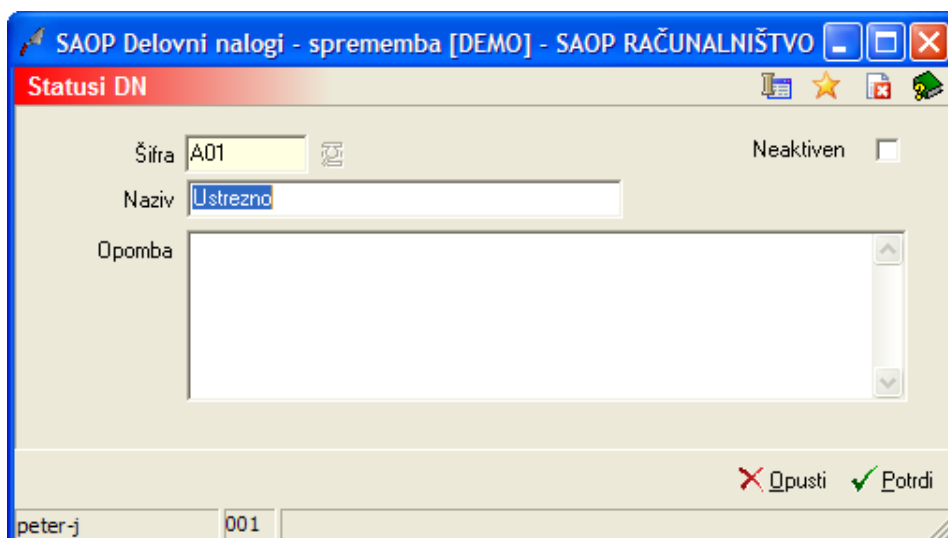 SAOP Delovni nalogi - sprememba [DEMO] - SAOP RAČUNALNIŠTVO
Statusi DN
Šifra A01 Neaktiven
Naziv Ustrezno
Opomba
Opusti Potrdi
peter-j 001